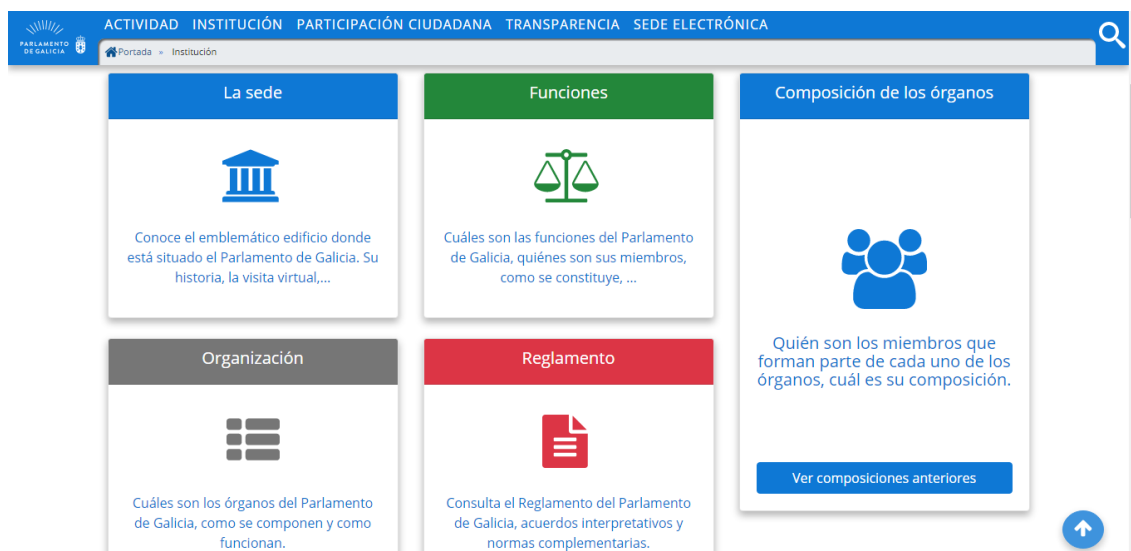 ACTIVIDAD INSTITUCIÓN PARTICIPACIÓN CIUDADANA TRANSPARENCIA SEDE ELECTRÓNICA
PARLAMENTO
DE GALICIA
Portada » Institución
La sede
Conoce el emblemático edificio donde
está situado el Parlamento de Galicia. Su
historia, la visita virtual,...
Funciones
Cuáles son las funciones del Parlamento
de Galicia, quiénes son sus miembros,
como se constituye, ...
Composición de los órganos
Quién son los miembros que
forman parte de cada uno de los
órganos, cuál es su composición.
Ver composiciones anteriores
Organización
Cuáles son los órganos del Parlamento
de Galicia, como se componen y como
funcionan.
Reglamento
Consulta el Reglamento del Parlamento
de Galicia, acuerdos interpretativos y
normas complementarias.